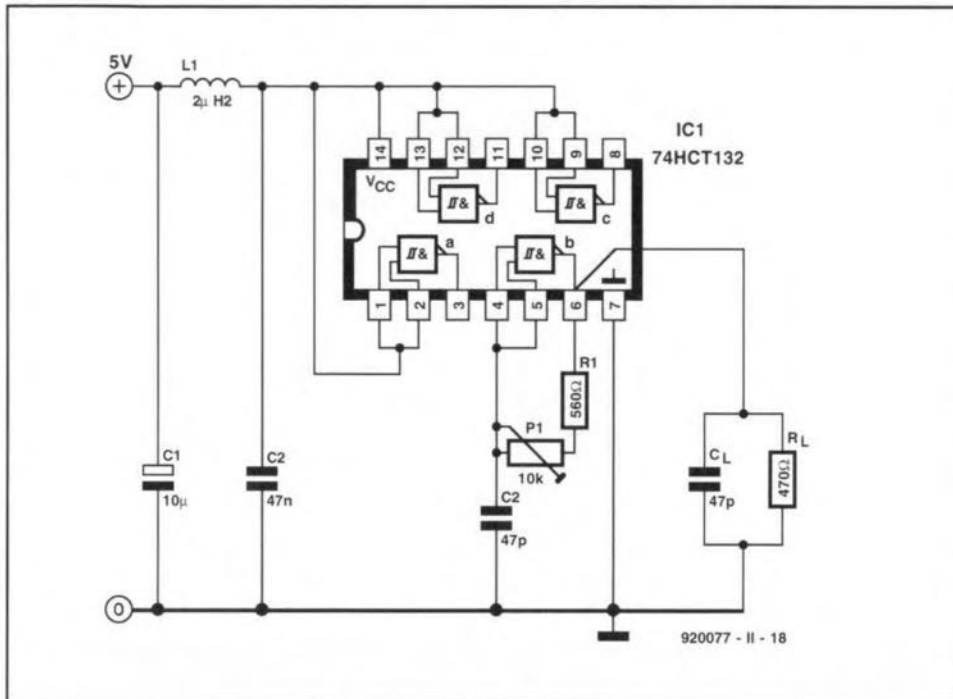 5V
+
L1
2µ H2
IC1
74HCT132
14
13
12
11
10
9
8
VCC
&
d
&
c
a
&
b
&
1
2
3
4
5
6
7
R1
560Ω
P1
10k
C1
10µ
C2
47n
C2
47p
CL
47p
RL
470Ω
0
920077 - II - 18